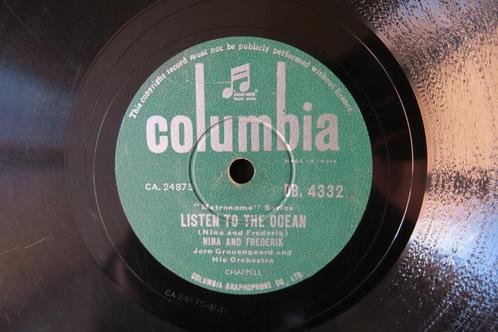 This copyright record must not be publicly performed without licence.
columbia
MADE IN INDIA
CA. 24875
DB. 4332
"Metronome" Series
LISTEN TO THE OCEAN
(Nina and Frederik)
NINA AND FREDERIK
Jorn Grauengaard and
His Orchestra
CHAPPELL
COLUMBIA GRAPHOPHONE CO., LTD.